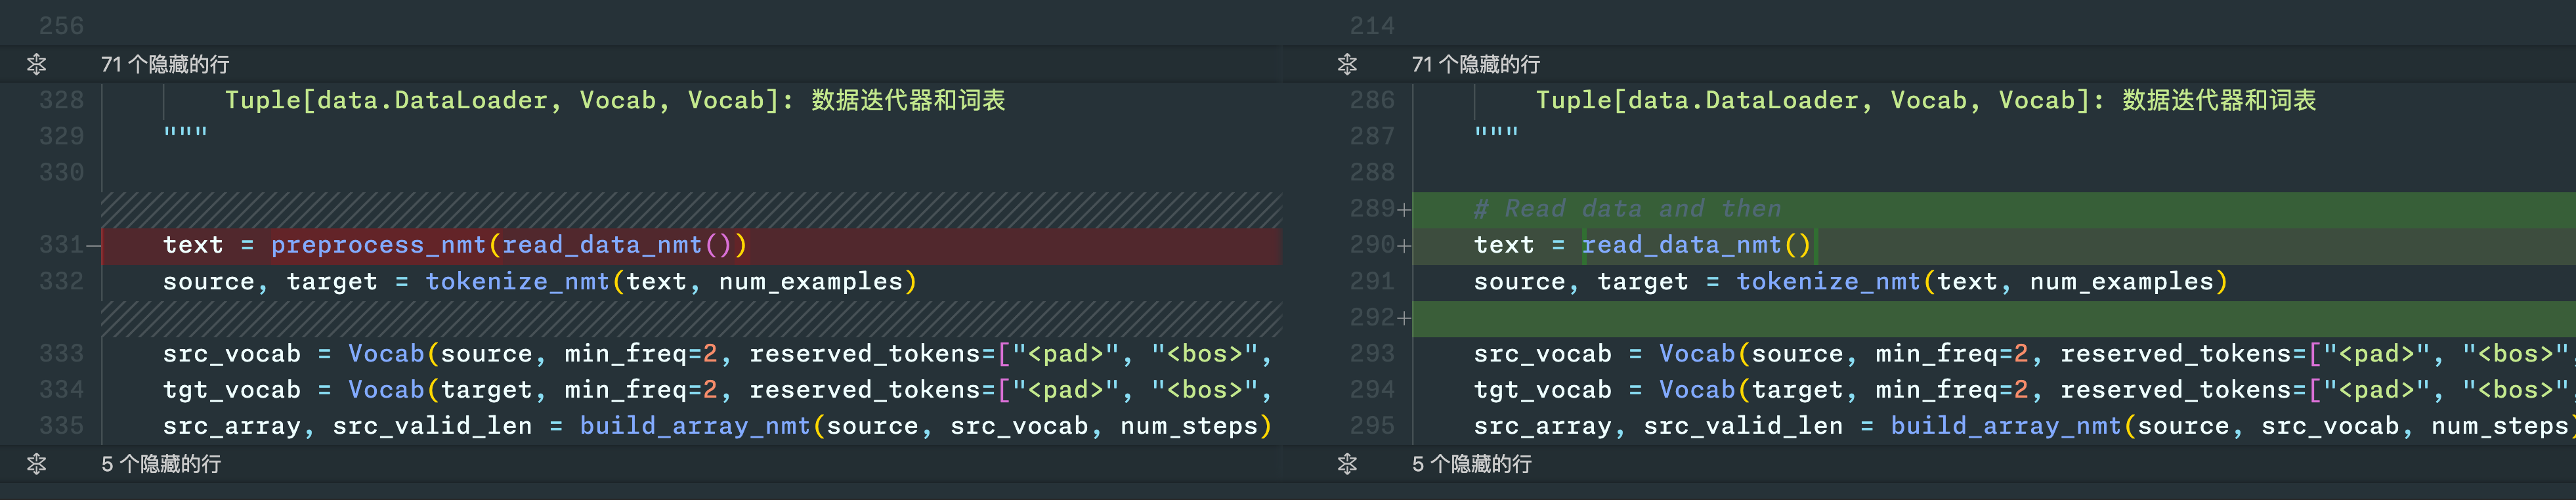 256
71 个隐藏的行
328 Tuple[data.DataLoader, Vocab, Vocab]: 数据迭代器和词表
329 """
330
331 text = preprocess_nmt(read_data_nmt())
332 source, target = tokenize_nmt(text, num_examples)
333 src_vocab = Vocab(source, min_freq=2, reserved_tokens=["<pad>", "<bos>",
334 tgt_vocab = Vocab(target, min_freq=2, reserved_tokens=["<pad>", "<bos>",
335 src_array, src_valid_len = build_array_nmt(source, src_vocab, num_steps)
5 个隐藏的行
214
71 个隐藏的行
286 Tuple[data.DataLoader, Vocab, Vocab]: 数据迭代器和词表
287 """
288
289+ # Read data and then
290+ text = read_data_nmt()
291 source, target = tokenize_nmt(text, num_examples)
292+
293 src_vocab = Vocab(source, min_freq=2, reserved_tokens=["<pad>", "<bos>",
294 tgt_vocab = Vocab(target, min_freq=2, reserved_tokens=["<pad>", "<bos>",
295 src_array, src_valid_len = build_array_nmt(source, src_vocab, num_steps)
5 个隐藏的行